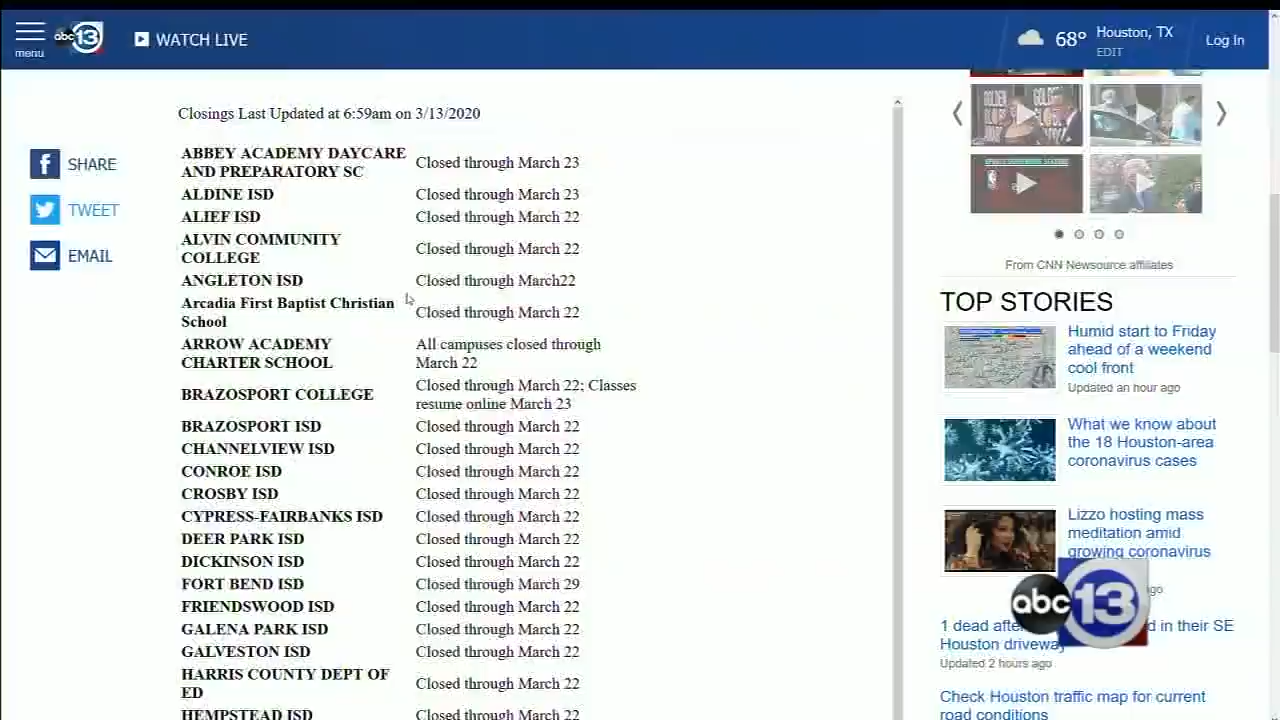 menu
abc 13
WATCH LIVE
68°
Houston, TX
EDIT
Log In
Closings Last Updated at 6:59am on 3/13/2020
SHARE
TWEET
EMAIL
ABBEY ACADEMY DAYCARE
AND PREPARATORY SC
Closed through March 23
ALDINE ISD Closed through March 23
ALIEF ISD Closed through March 22
ALVIN COMMUNITY
COLLEGE
Closed through March 22
ANGLETON ISD Closed through March22
Arcadia First Baptist Christian
School
Closed through March 22
ARROW ACADEMY
CHARTER SCHOOL
All campuses closed through
March 22
BRAZOSPORT COLLEGE
Closed through March 22; Classes
resume online March 23
BRAZOSPORT ISD Closed through March 22
CHANNELVIEW ISD Closed through March 22
CONROE ISD Closed through March 22
CROSBY ISD Closed through March 22
CYPRESS-FAIRBANKS ISD Closed through March 22
DEER PARK ISD Closed through March 22
DICKINSON ISD Closed through March 22
FORT BEND ISD Closed through March 29
FRIENDSWOOD ISD Closed through March 22
GALENA PARK ISD Closed through March 22
GALVESTON ISD Closed through March 22
HARRIS COUNTY DEPT OF
ED
Closed through March 22
HEMPSTEAD ISD Closed through March 22
GOLDEN
GOL
From CNN Newsource affiliates
TOP STORIES
Humid start to Friday
ahead of a weekend
cool front
Updated an hour ago
What we know about
the 18 Houston-area
coronavirus cases
Lizzo hosting mass
meditation amid
growing coronavirus
ago
abc 13
1 dead in their SE
Houston driveway
Updated 2 hours ago
Check Houston traffic map for current
road conditions